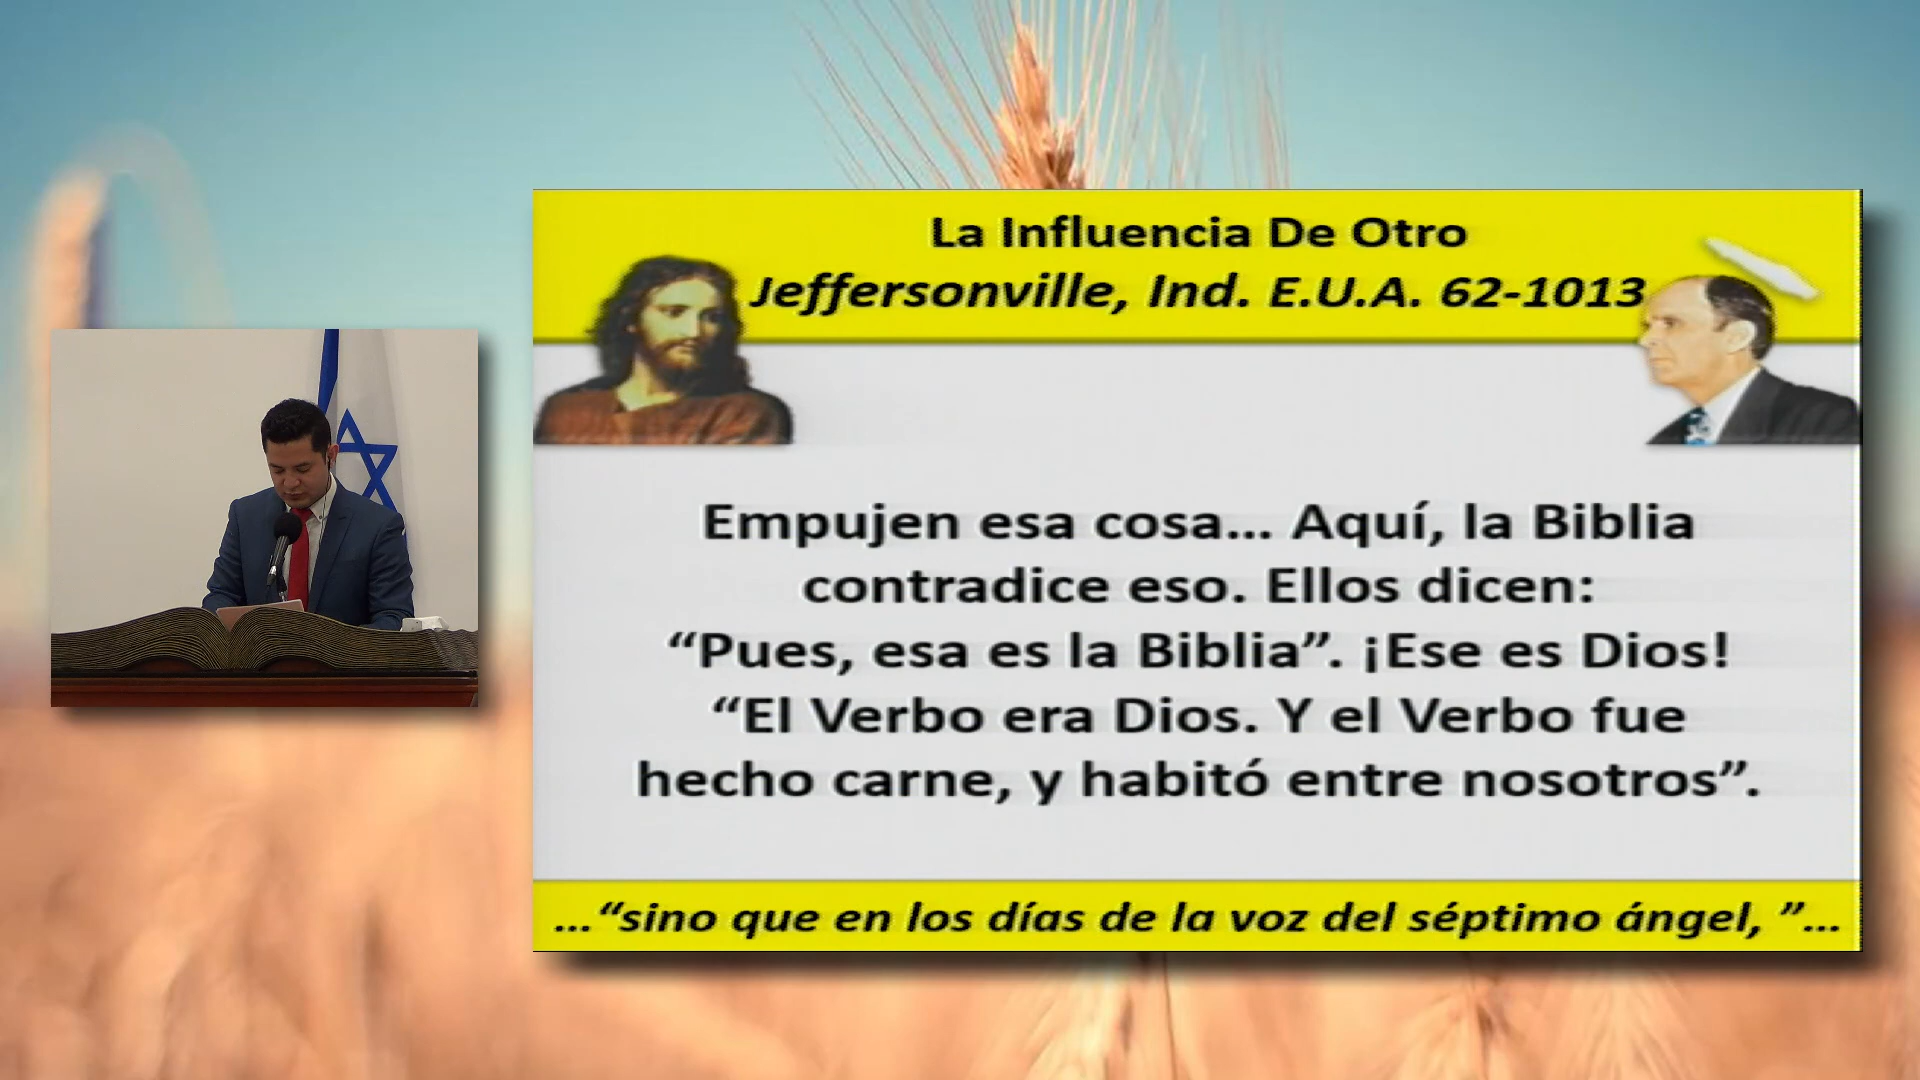 La Influencia De Otro
Jeffersonville, Ind. E.U.A. 62-1013
Empujen esa cosa... Aquí, la Biblia
contradice eso. Ellos dicen:
“Pues, esa es la Biblia”. ¡Ese es Dios!
“El Verbo era Dios. Y el Verbo fue
hecho carne, y habitó entre nosotros”.
...“sino que en los días de la voz del séptimo ángel, ”...